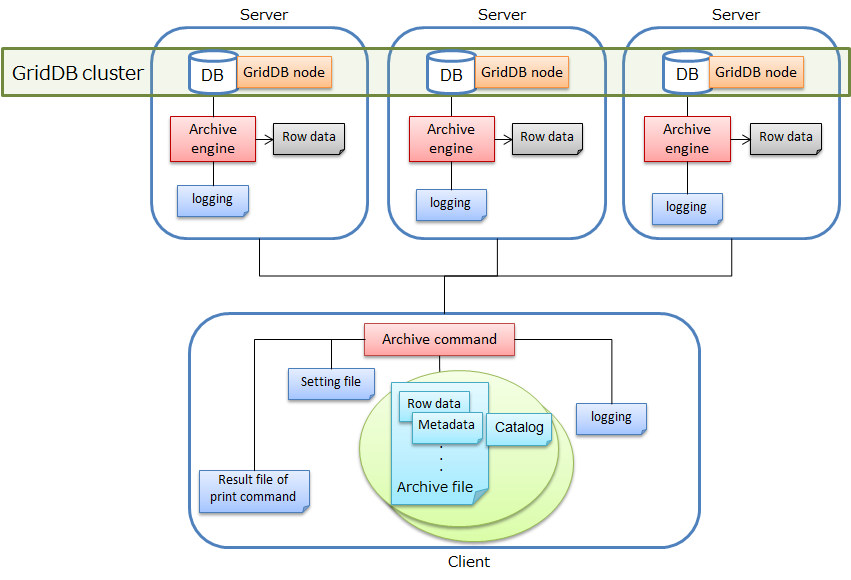 Server
Server
Server
GridDB cluster
DB
GridDB node
DB
GridDB node
DB
GridDB node
Archive
engine
Row data
Archive
engine
Row data
Archive
engine
Row data
logging
logging
logging
Archive command
Setting file
Row data
Metadata
Catalog
logging
.
.
.
Archive file
Result file of
print command
Client